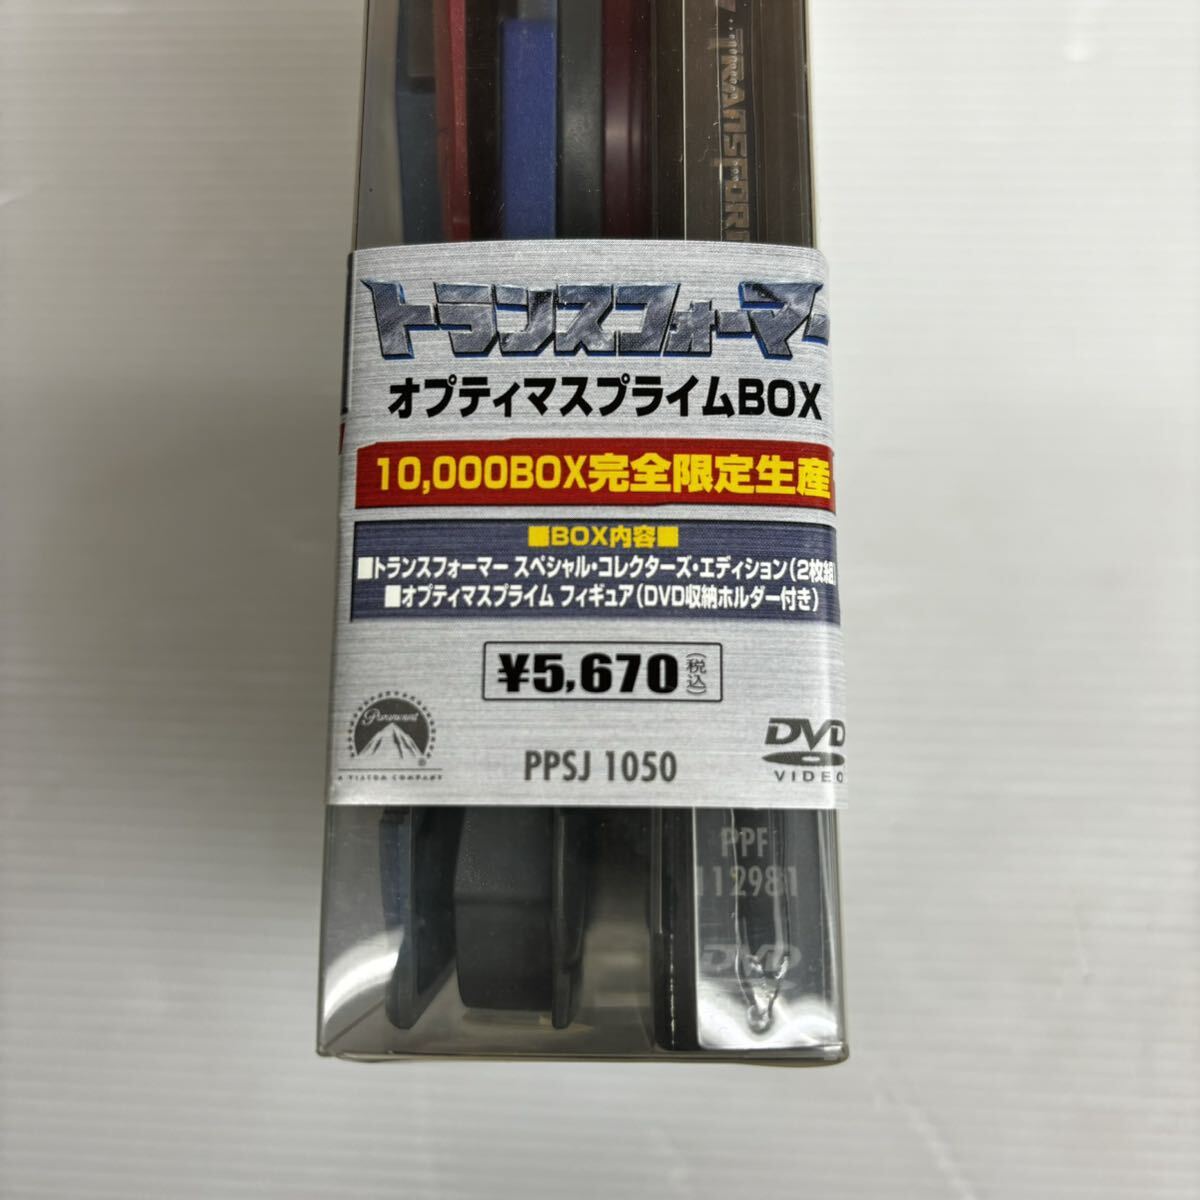 TRANSFORM
トランスフォーマー
オプティマスプライムBOX
10,000BOX完全限定生産
■BOX内容■
■トランスフォーマー スペシャル・コレクターズ・エディション(2枚組)
■オプティマスプライム フィギュア(DVD収納ホルダー付き)
¥5,670(税込)
Paramount
A VIACOM COMPANY
PPSJ 1050
DVD
VIDEO
PPF
112981
DVD